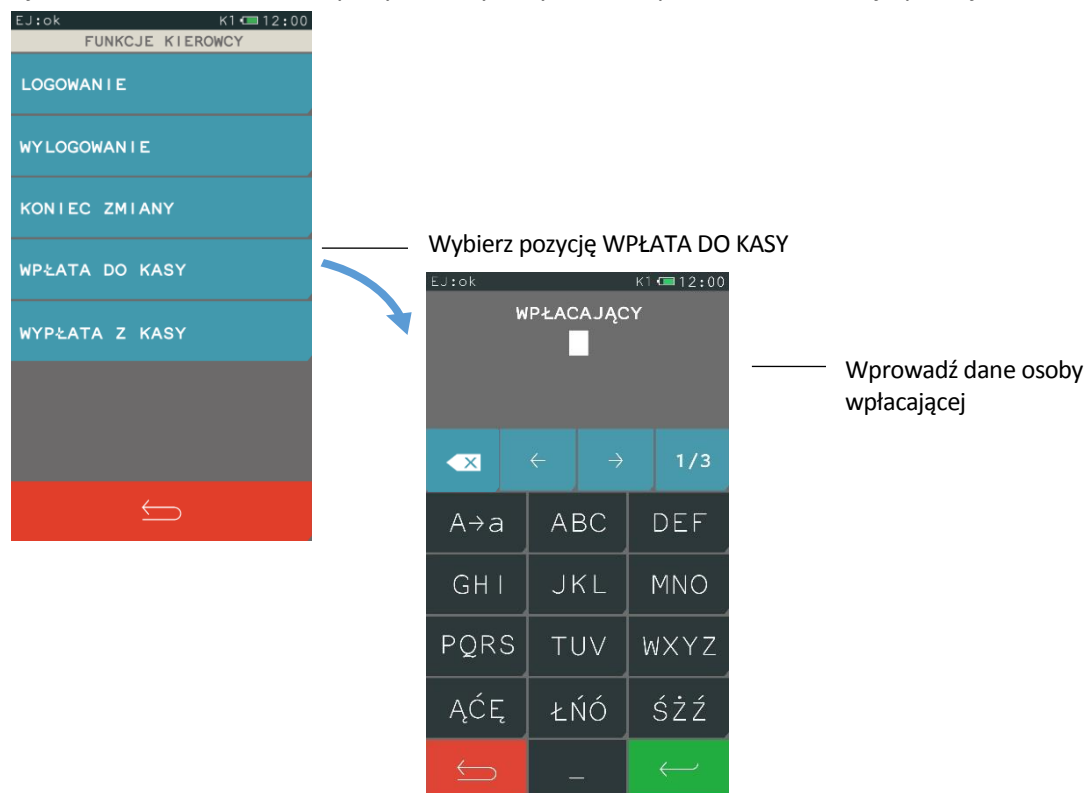 EJ:ok K1 12:00
FUNKCJE KIEROWCY
LOGOWANIE
WYLOGOWANIE
KONIEC ZMIANY
WPŁATA DO KASY
WYPŁATA Z KASY
Wybierz pozycję WPŁATA DO KASY
EJ:ok K1 12:00
WPŁACAJĄCY
← → 1/3
A→a ABC DEF
GHI JKL MNO
PQRS TUV WXYZ
ĄĆĘ ŁŃÓ ŚŻŹ
_
Wprowadź dane osoby
wpłacającej